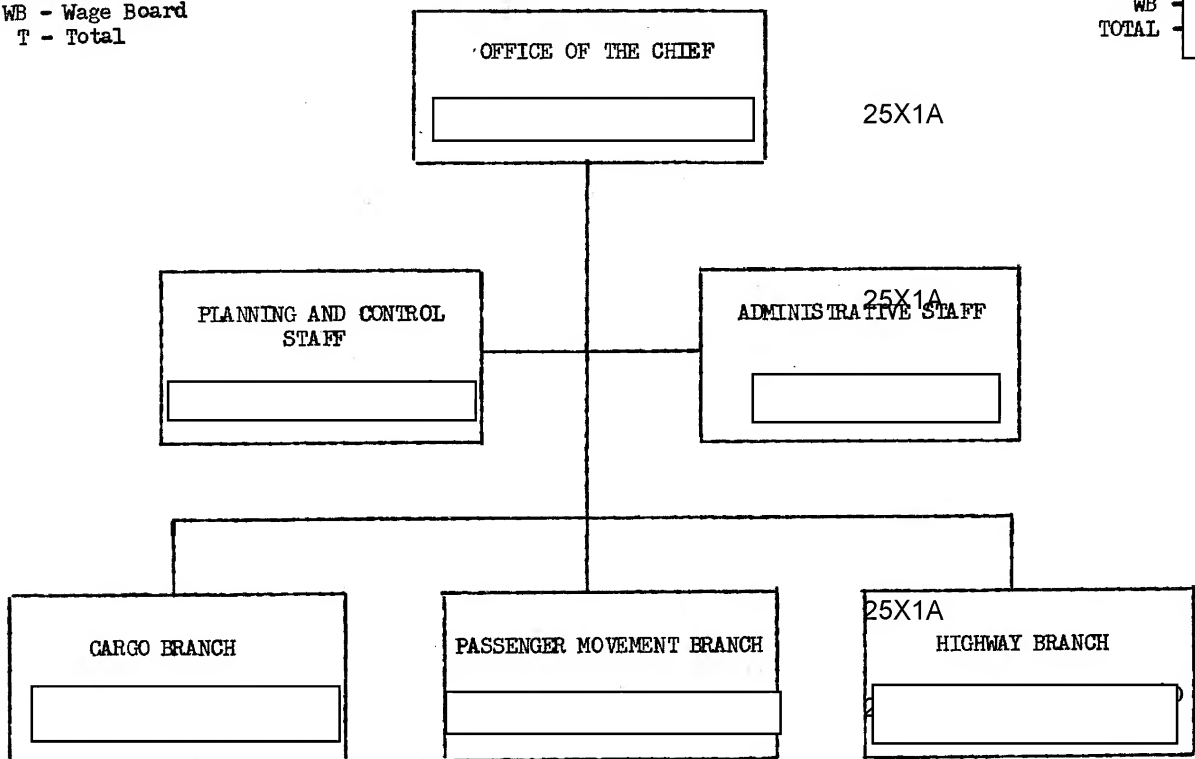 WB - Wage Board
T - Total
WB -
TOTAL -
OFFICE OF THE CHIEF
25X1A
PLANNING AND CONTROL
STAFF
25X1A
ADMINISTRATIVE STAFF
CARGO BRANCH
PASSENGER MOVEMENT BRANCH
25X1A
HIGHWAY BRANCH